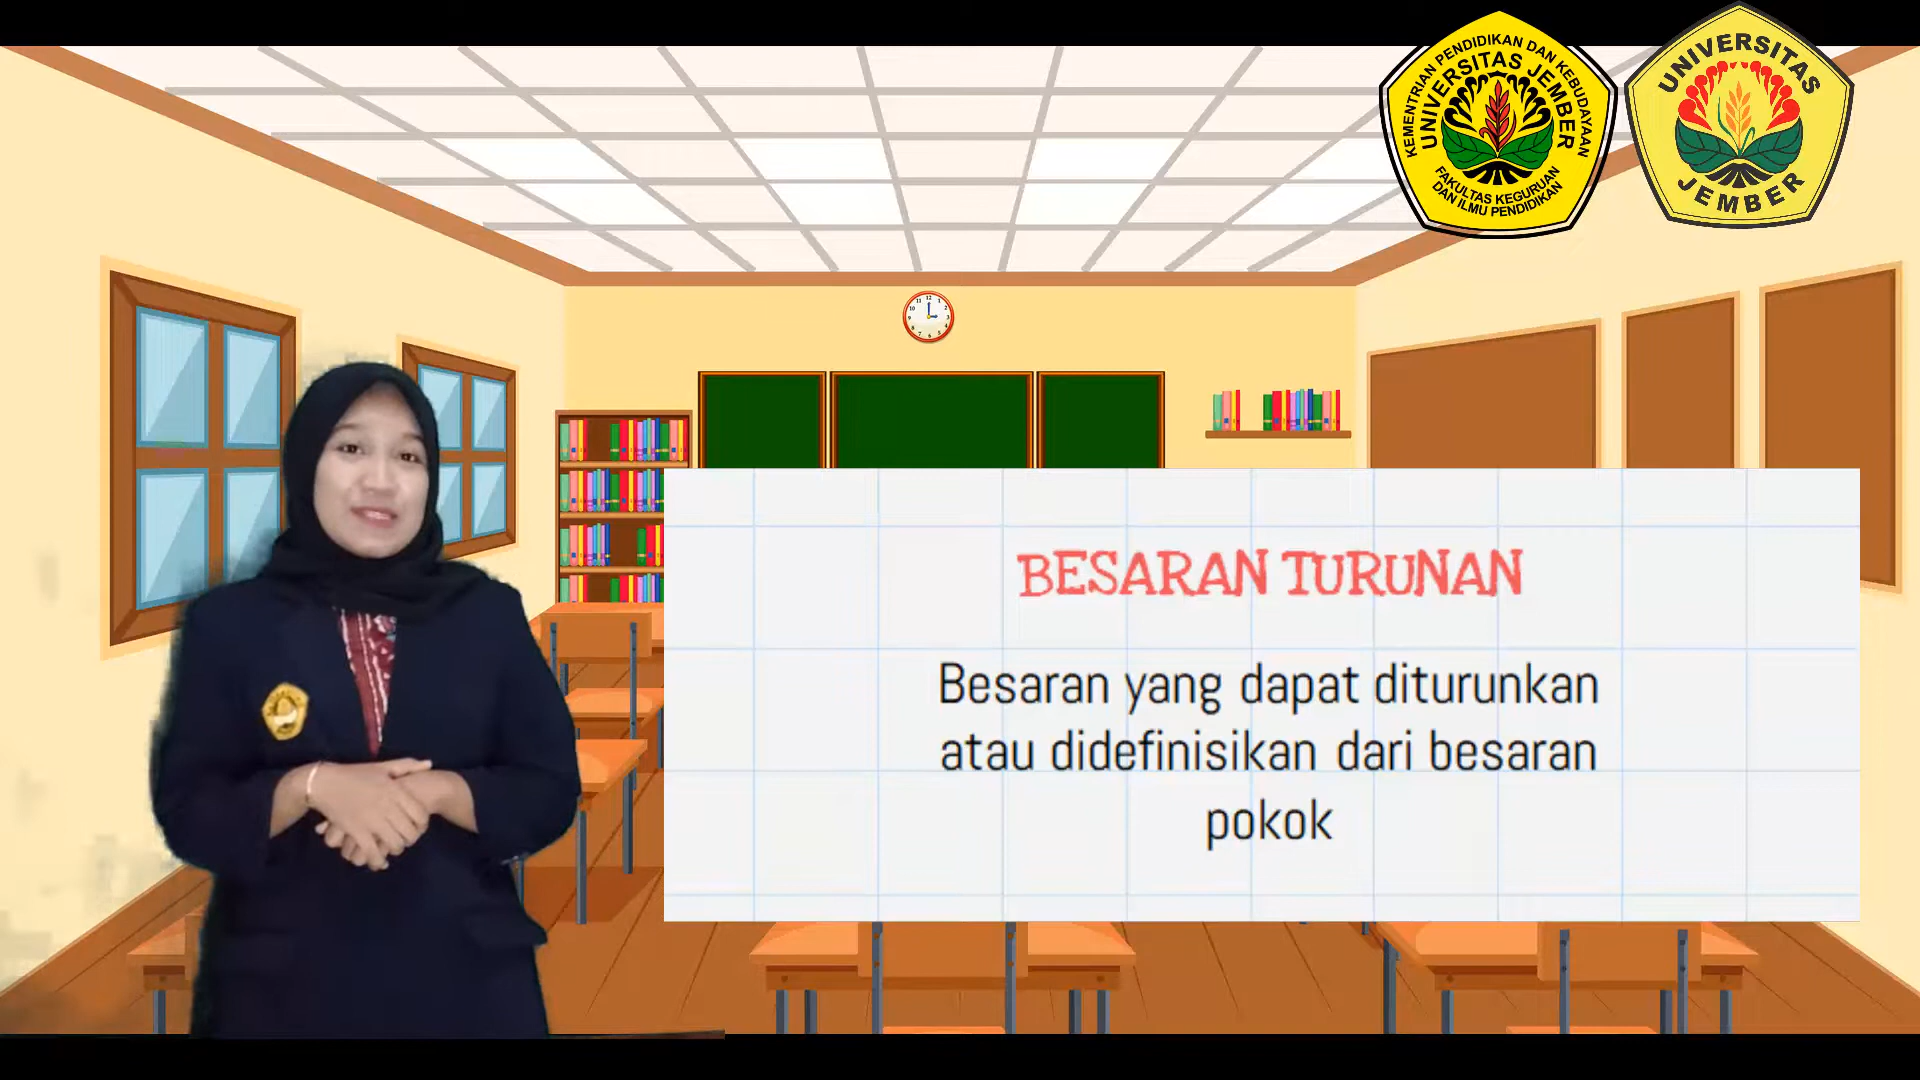 KEMENTRIAN PENDIDIKAN DAN KEBUDAYAAN
UNIVERSITAS JEMBER
FAKULTAS KEGURUAN
DAN ILMU PENDIDIKAN
UNIVERSITAS
JEMBER
BESARAN TURUNAN
Besaran yang dapat diturunkan
atau didefinisikan dari besaran
pokok